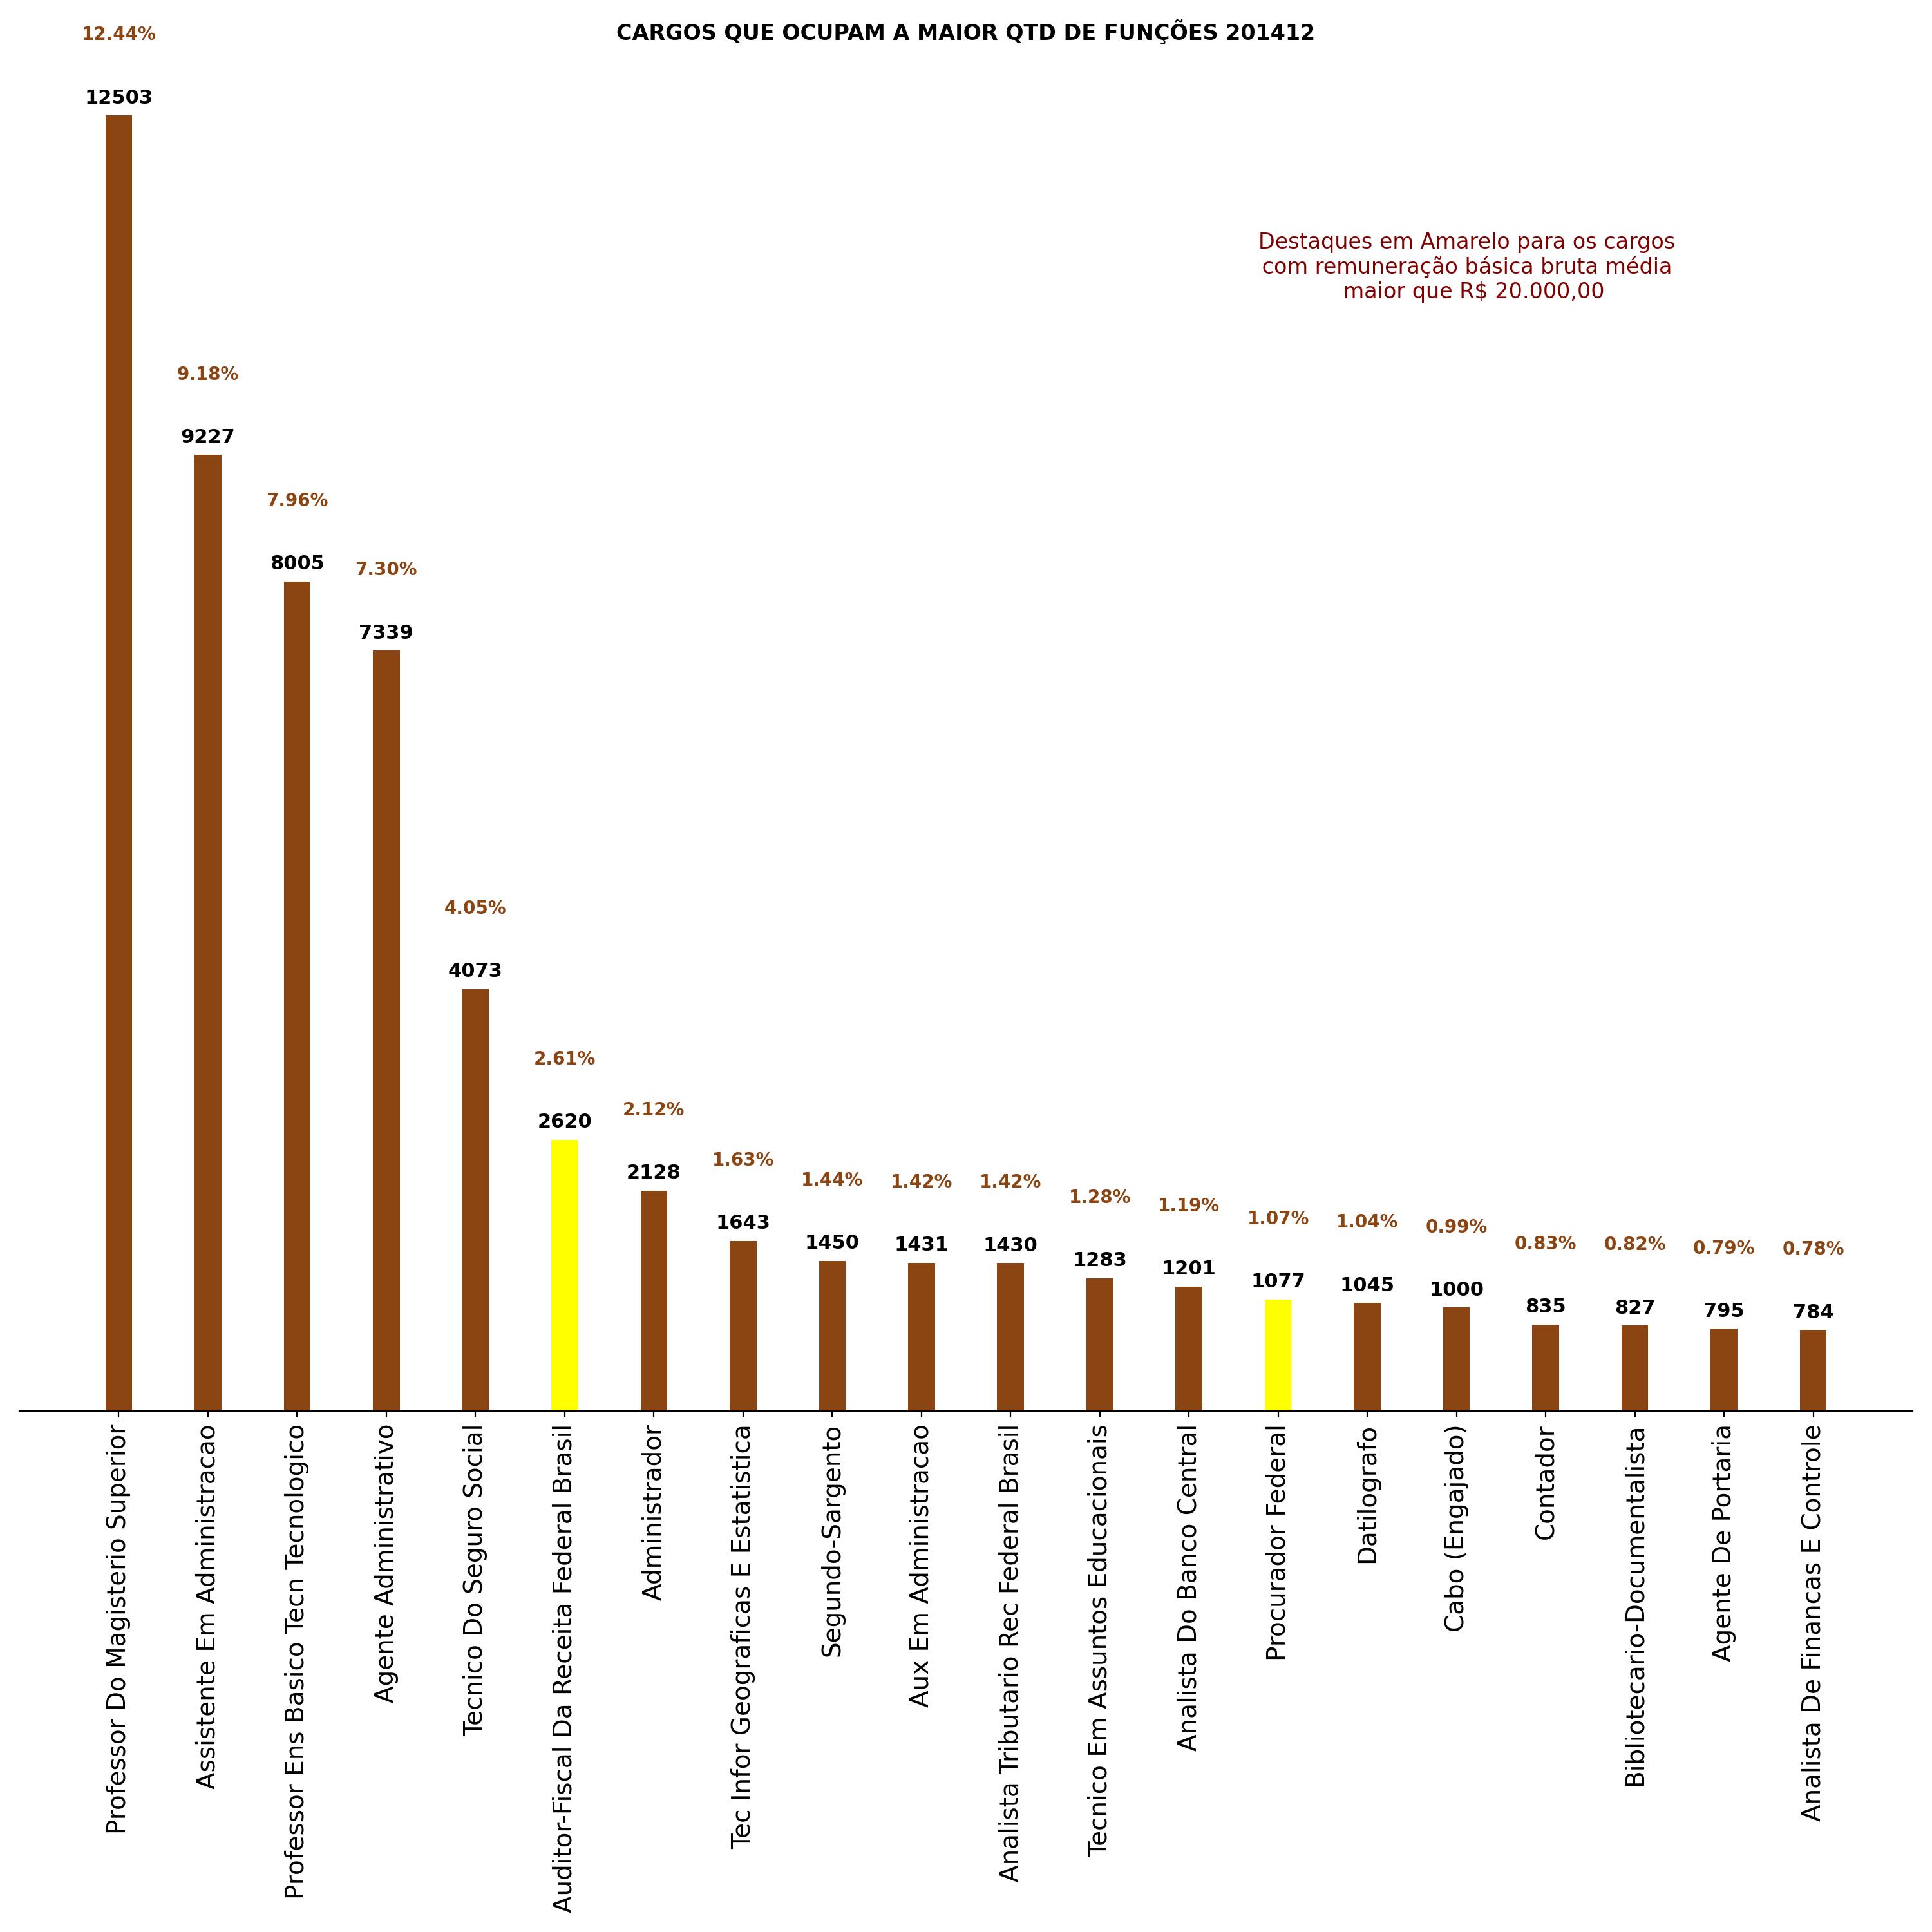 12.44%
CARGOS QUE OCUPAM A MAIOR QTD DE FUNÇÕES 201412
12503
Destaques em Amarelo para os cargos
com remuneração básica bruta média
maior que R$ 20.000,00
9.18%
9227
7.96%
8005
7.30%
7339
4.05%
4073
2.61%
2620
2.12%
2128
1.63%
1643
1.44%
1450
1.42%
1431
1.42%
1430
1.28%
1283
1.19%
1201
1.07%
1077
1.04%
1045
0.99%
1000
0.83%
835
0.82%
827
0.79%
795
0.78%
784
Professor Do Magisterio Superior
Assistente Em Administracao
Professor Ens Basico Tecn Tecnologico
Agente Administrativo
Tecnico Do Seguro Social
Auditor-Fiscal Da Receita Federal Brasil
Administrador
Tec Infor Geograficas E Estatistica
Segundo-Sargento
Aux Em Administracao
Analista Tributario Rec Federal Brasil
Tecnico Em Assuntos Educacionais
Analista Do Banco Central
Procurador Federal
Datilografo
Cabo (Engajado)
Contador
Bibliotecario-Documentalista
Agente De Portaria
Analista De Financas E Controle